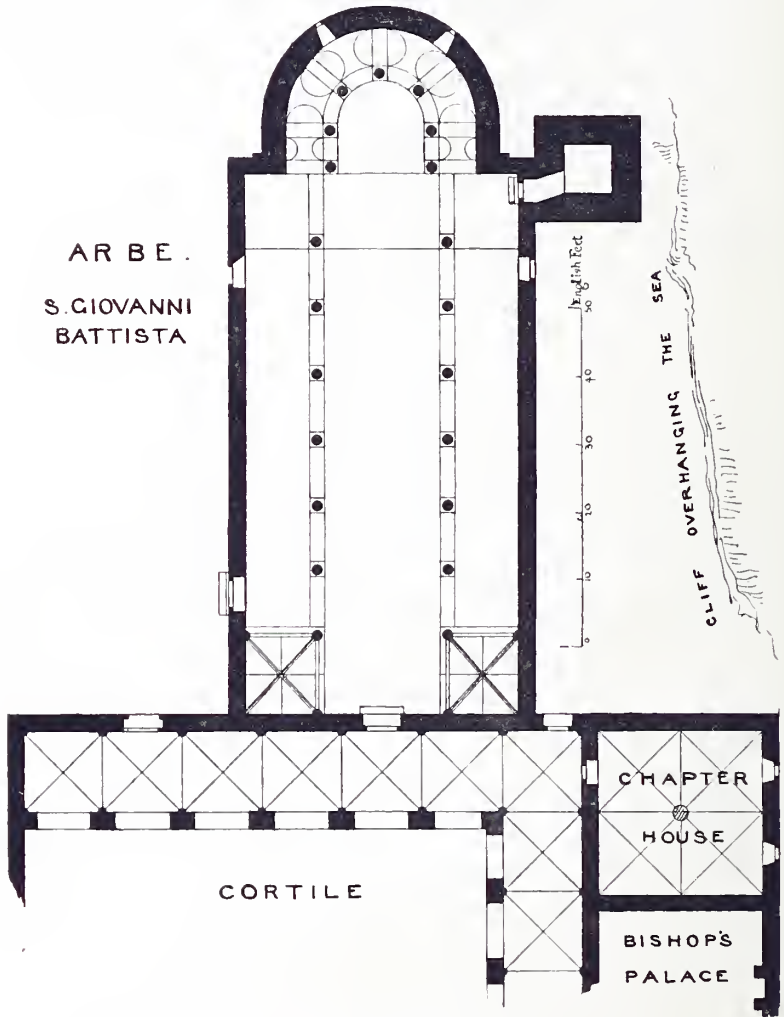 ARBE.
S. GIOVANNI
BATTISTA
English Feet
50
40
30
20
10
0
CLIFF OVERHANGING THE SEA
CHAPTER
HOUSE
CORTILE
BISHOP'S
PALACE